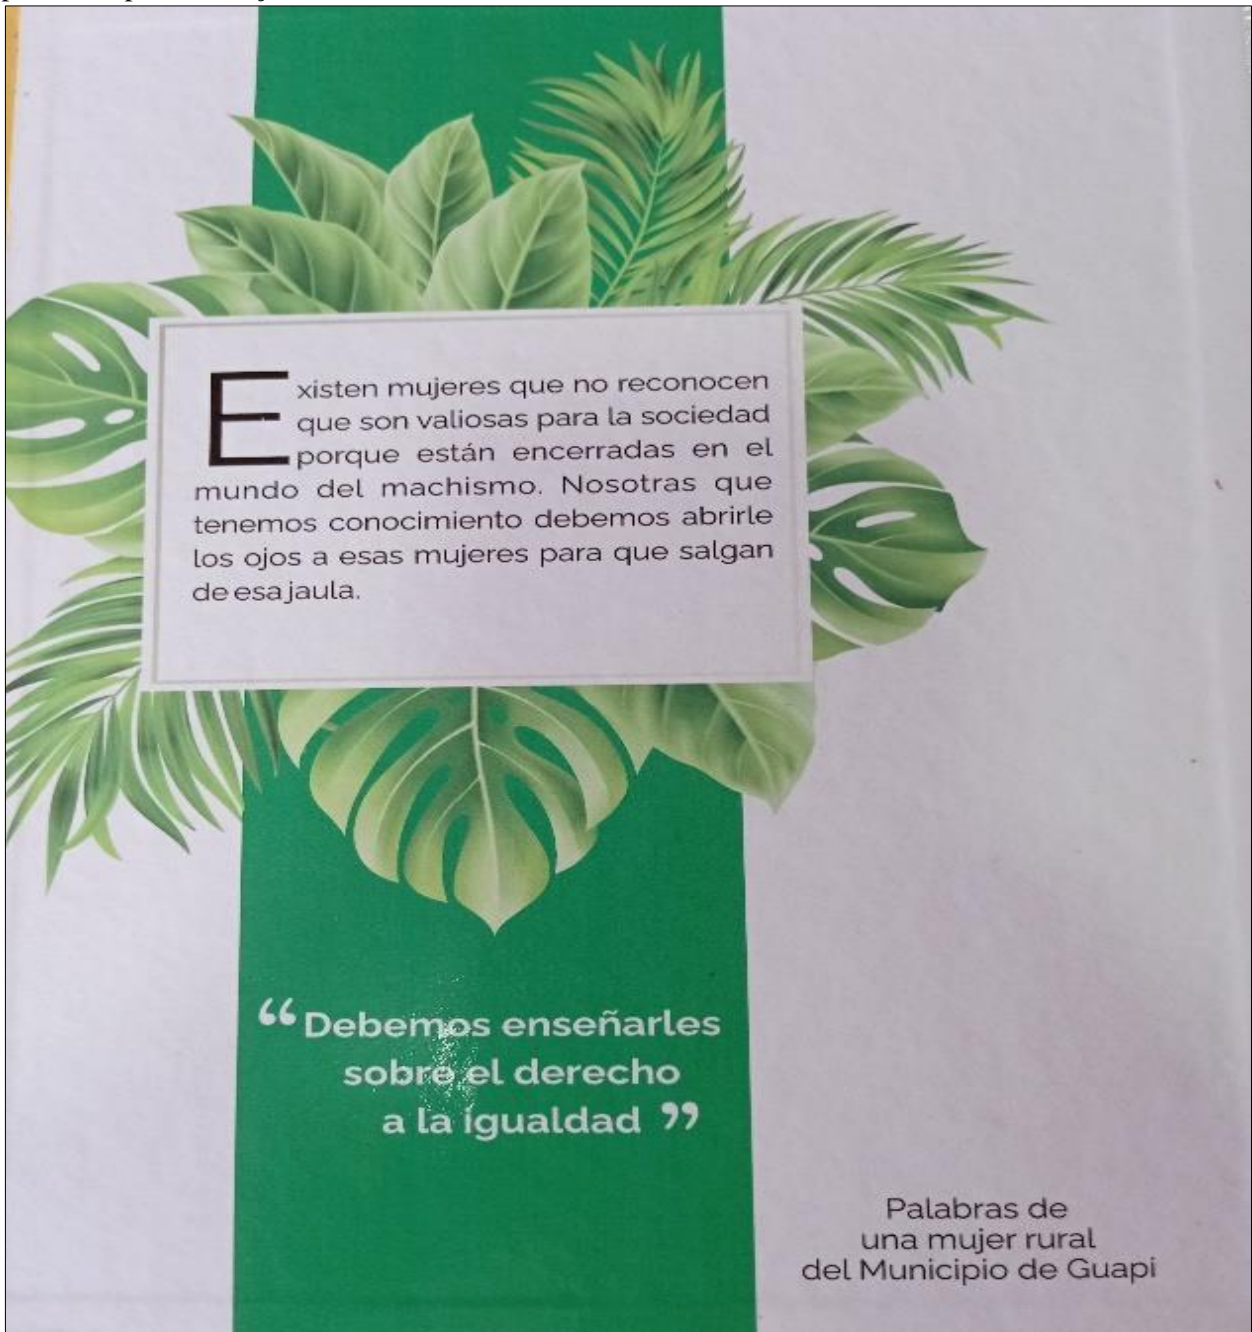 Existen mujeres que no reconocen
que son valiosas para la sociedad
porque están encerradas en el
mundo del machismo. Nosotras que
tenemos conocimiento debemos abrirle
los ojos a esas mujeres para que salgan
de esa jaula.
“Debemos enseñarles
sobre el derecho
a la igualdad”
Palabras de
una mujer rural
del Municipio de Guapi